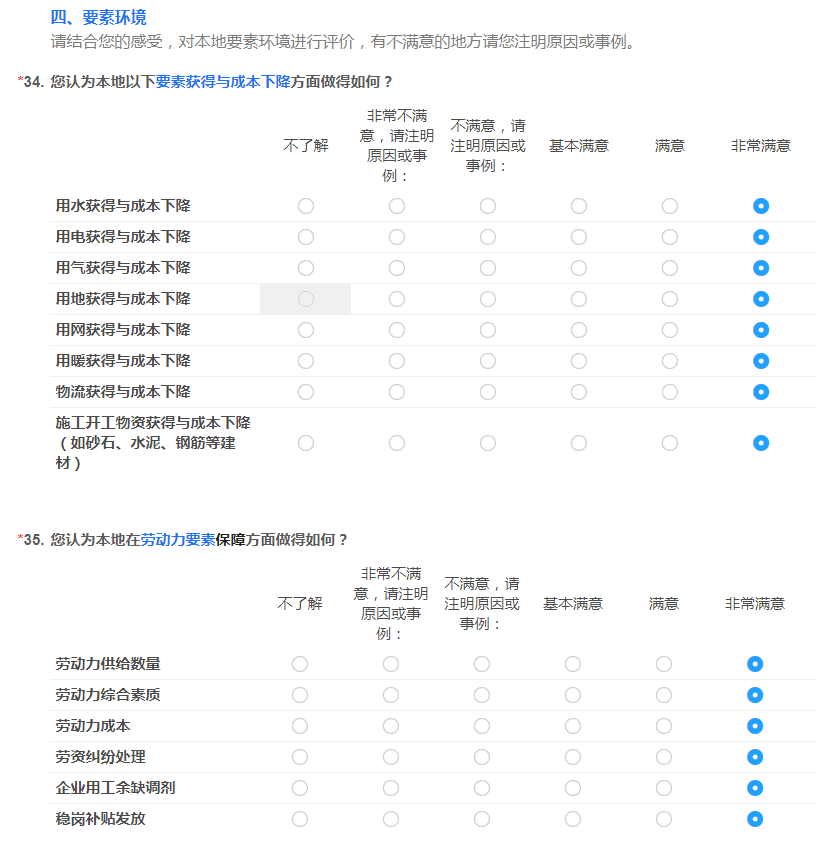 四、要素环境
请结合您的感受，对本地要素环境进行评价，有不满意的地方请您注明原因或事例。
*34. 您认为本地以下要素获得与成本下降方面做得如何？
不了解
非常不满
意，请注明
原因或事
例：
不满意，请
注明原因或
事例：
基本满意
满意
非常满意
用水获得与成本下降
用电获得与成本下降
用气获得与成本下降
用地获得与成本下降
用网获得与成本下降
用暖获得与成本下降
物流获得与成本下降
施工开工物资获得与成本下降
（如砂石、水泥、钢筋等建
材）
*35. 您认为本地在劳动力要素保障方面做得如何？
不了解
非常不满
意，请注明
原因或事
例：
不满意，请
注明原因或
事例：
基本满意
满意
非常满意
劳动力供给数量
劳动力综合素质
劳动力成本
劳资纠纷处理
企业用工余缺调剂
稳岗补贴发放